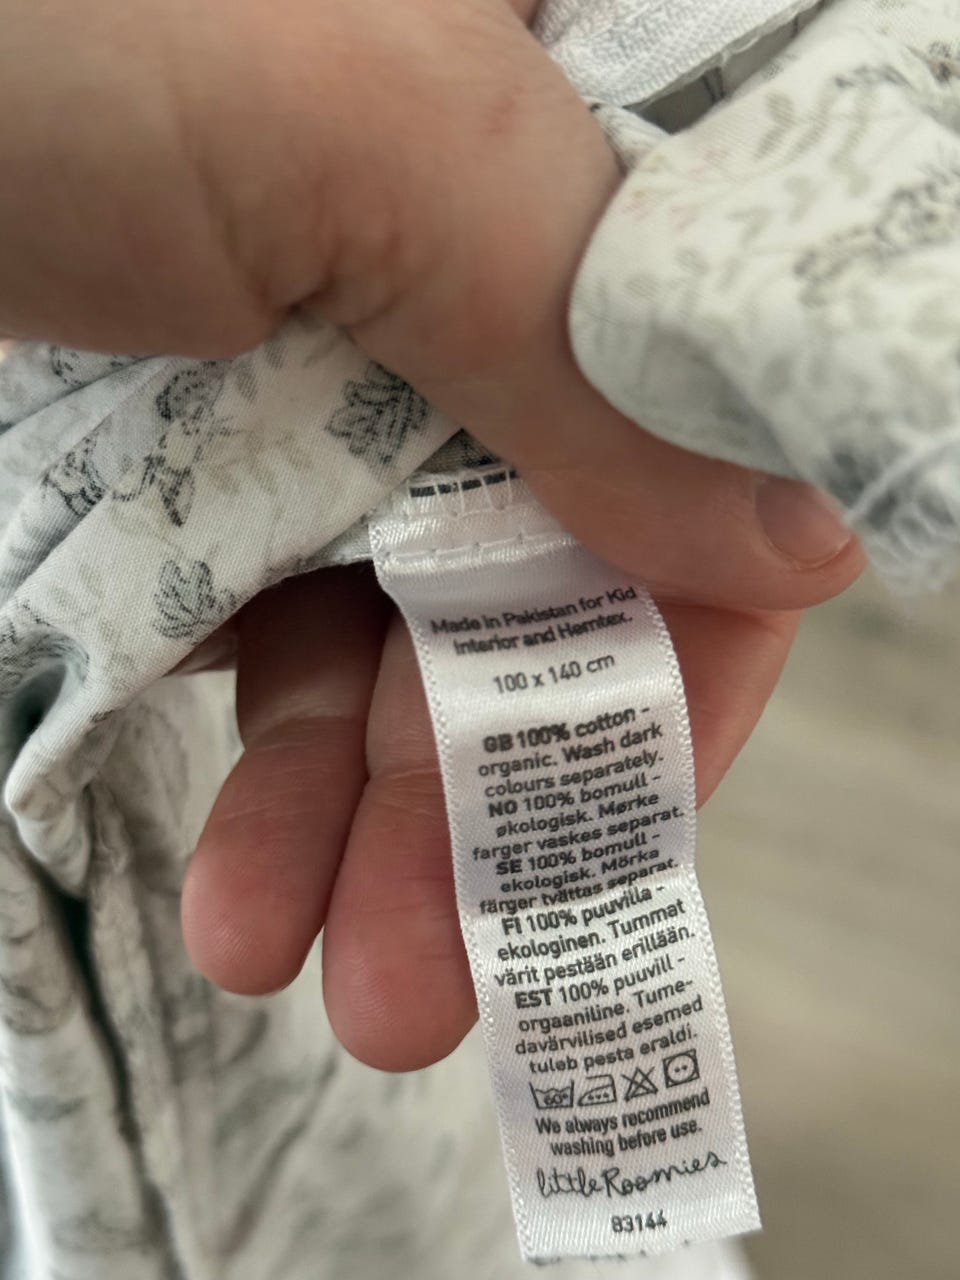 Made in Pakistan for Kid
Interior and Hemtex.
100 x 140 cm
GB 100% cotton -
organic. Wash dark
colours separately.
NO 100% bomull -
økologisk. Mørke
farger vaskes separat.
SE 100% bomull -
ekologisk. Mörka
färger tvättas separat.
FI 100% puuvilla -
ekologinen. Tummat
värit pestään erillään.
EST 100% puuvill -
orgaaniline. Tume-
davärvilised esemed
tuleb pesta eraldi.
60°
We always recommend
washing before use.
littleRoomies
83144